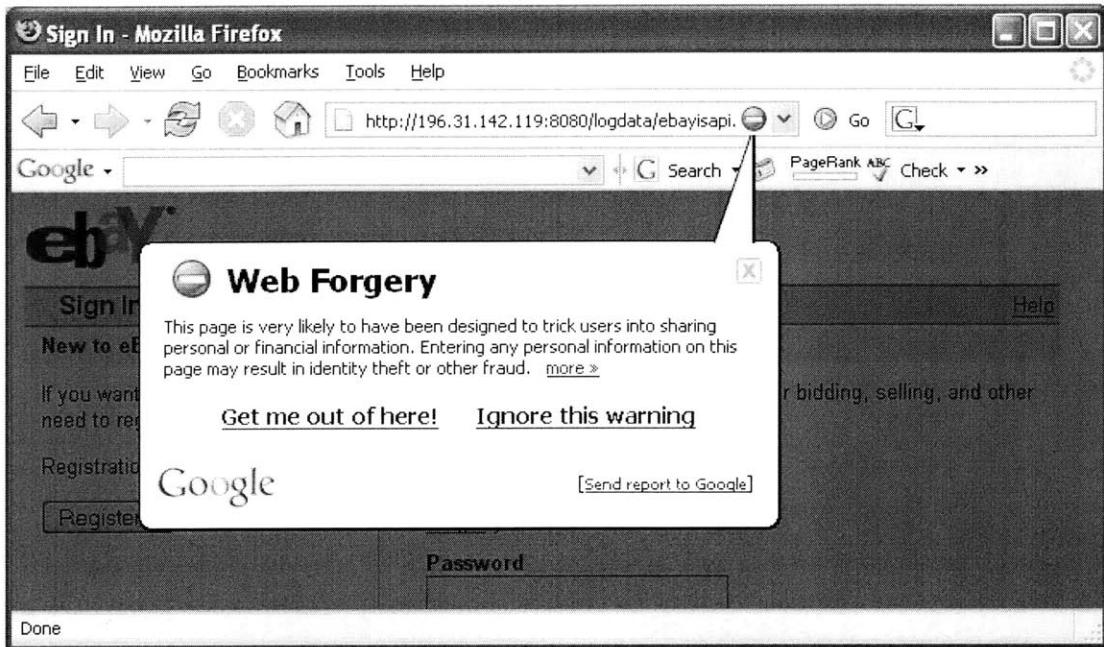 Sign In - Mozilla Firefox
File Edit View Go Bookmarks Tools Help
http://196.31.142.119:8080/logdata/ebayisapi. Go G
Google Search PageRank ABC Check »
ebay
Web Forgery
Sign In Help
This page is very likely to have been designed to trick users into sharing
New to eB
personal or financial information. Entering any personal information on this
page may result in identity theft or other fraud. more »
If you want r bidding, selling, and other
need to reg
Get me out of here! Ignore this warning
Registratio
Google [Send report to Google]
Register
Password
Done